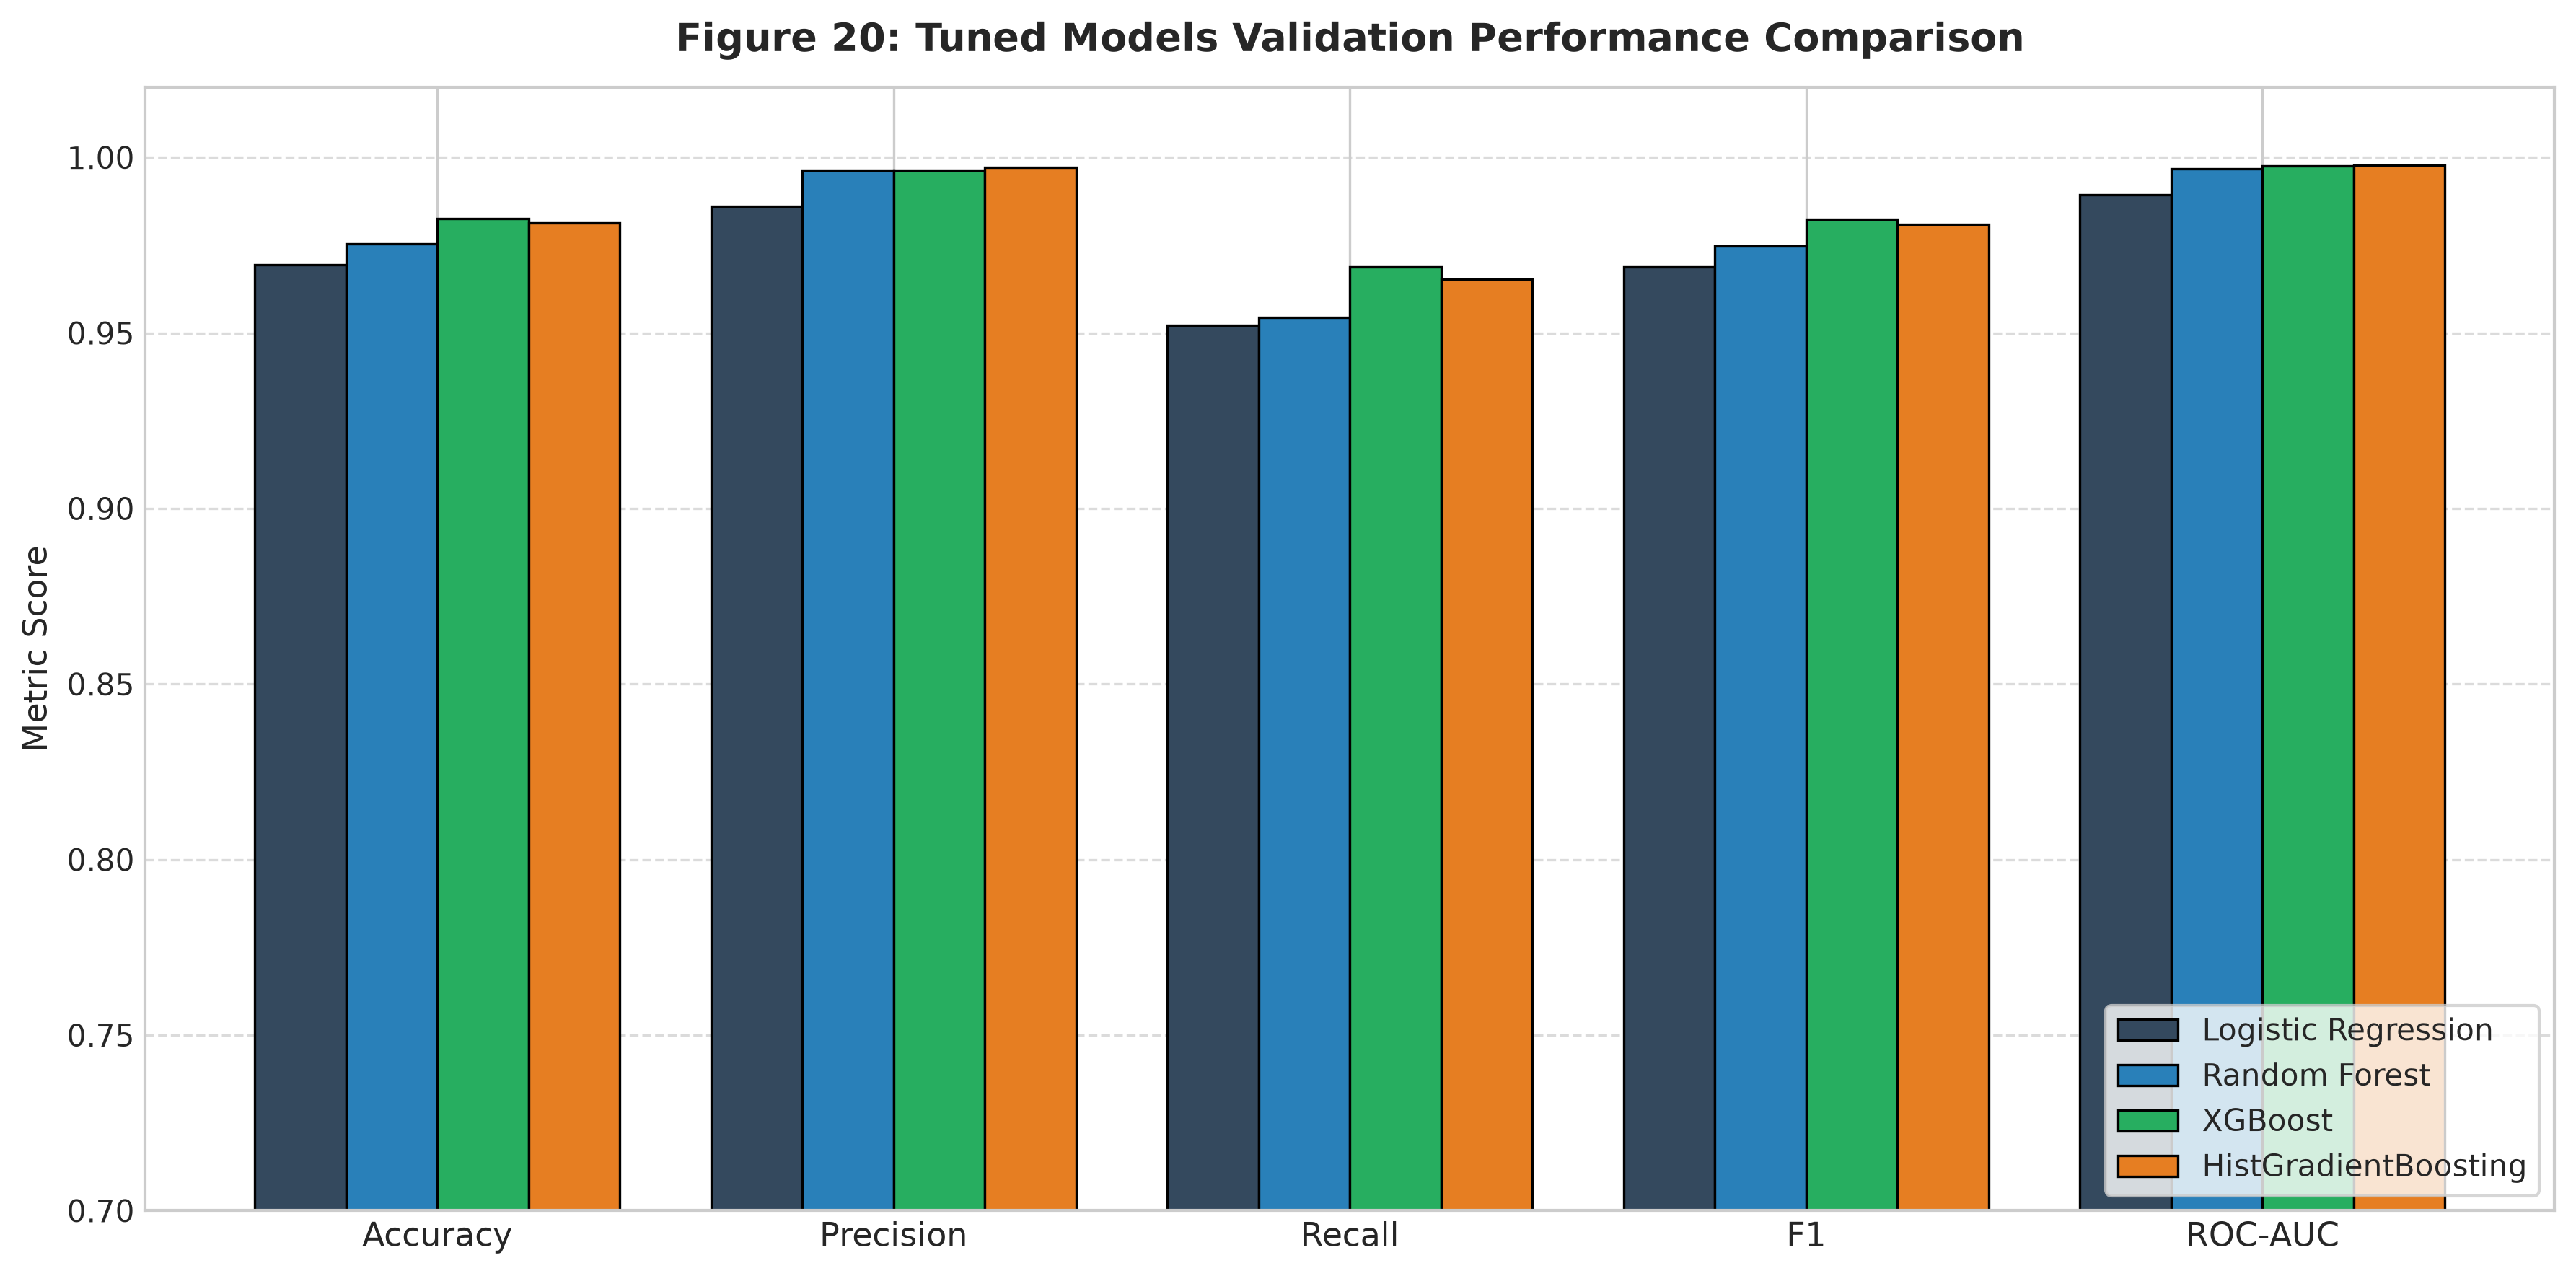 Figure 20: Tuned Models Validation Performance Comparison
Metric Score
1.00
0.95
0.90
0.85
0.80
0.75
0.70
Accuracy
Precision
Recall
F1
ROC-AUC
Logistic Regression
Random Forest
XGBoost
HistGradientBoosting